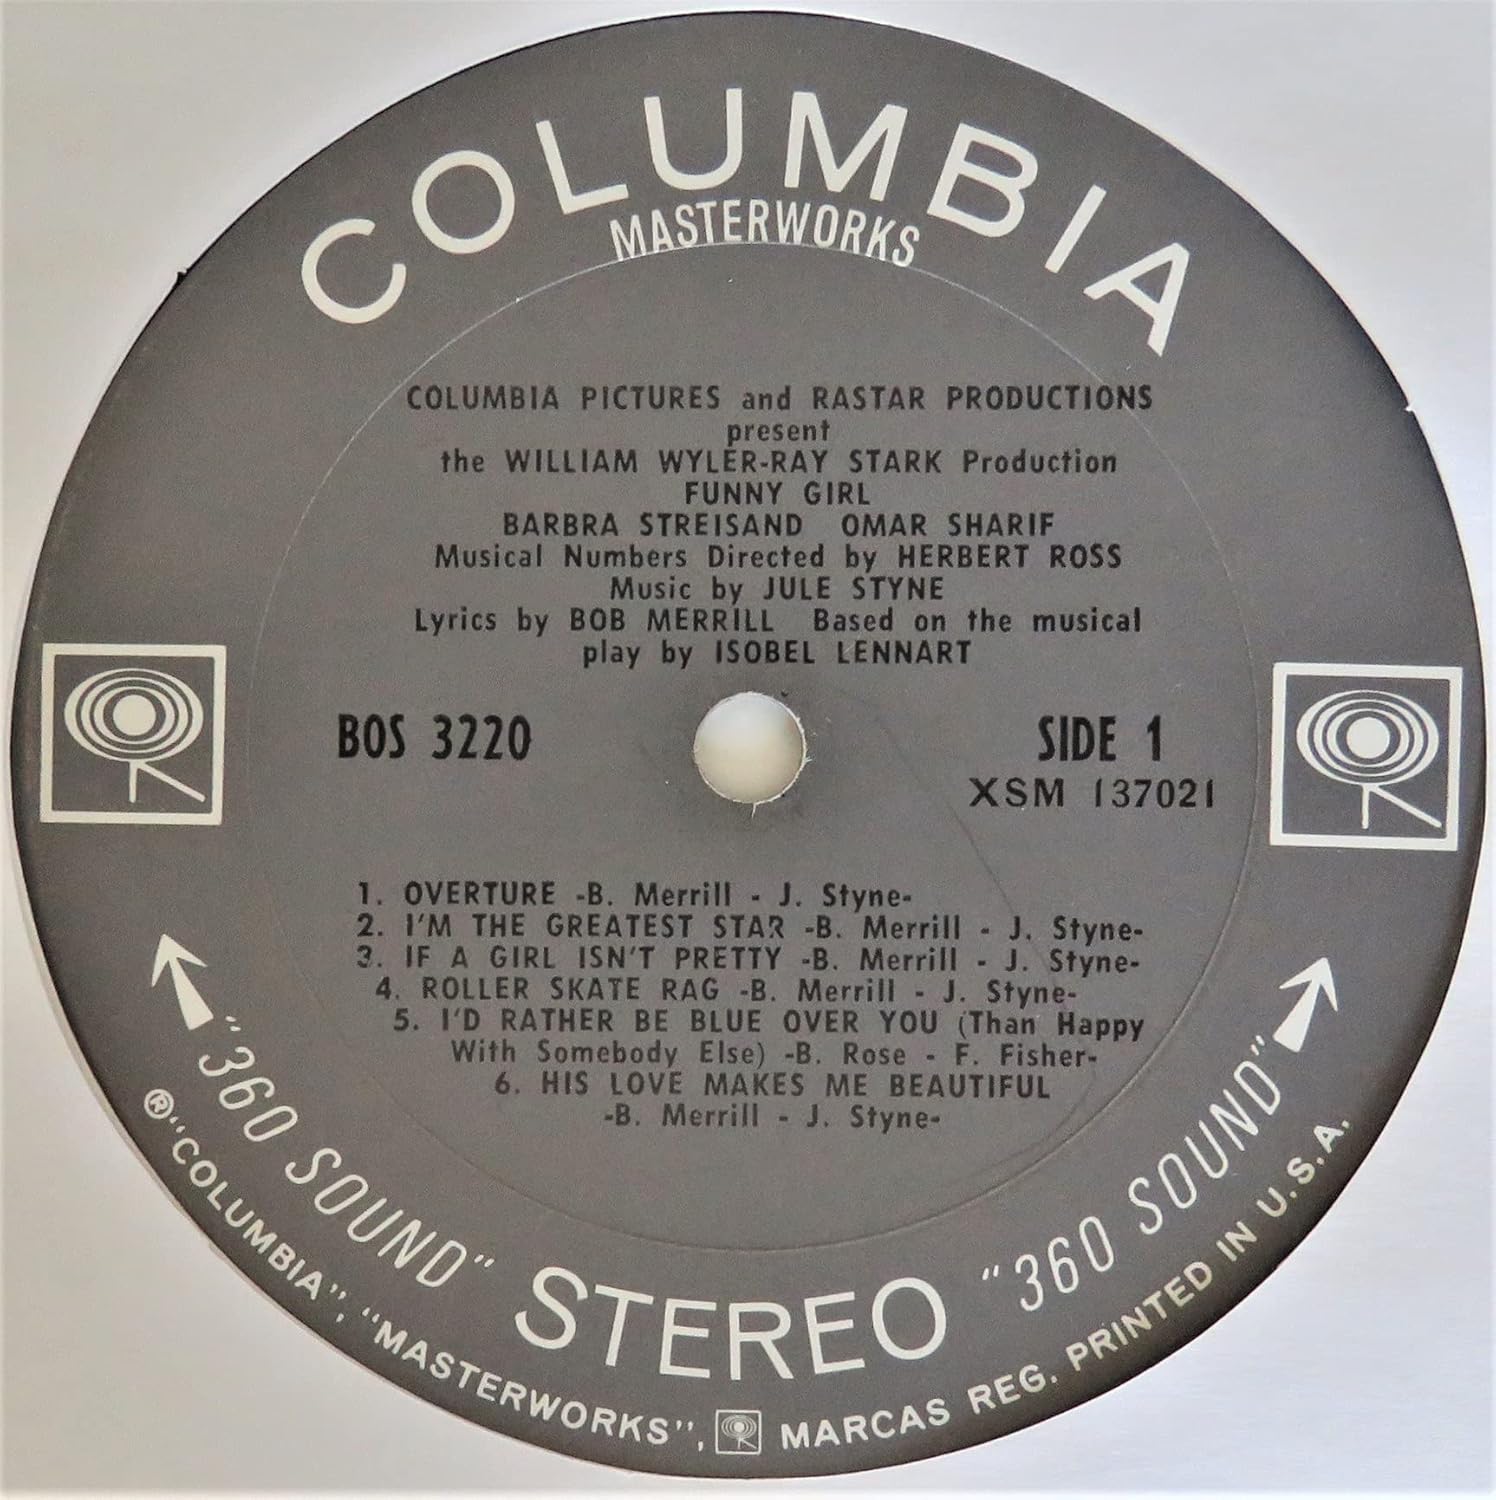 COLUMBIA
MASTERWORKS
COLUMBIA PICTURES and RASTAR PRODUCTIONS
present
the WILLIAM WYLER-RAY STARK Production
FUNNY GIRL
BARBRA STREISAND OMAR SHARIF
Musical Numbers Directed by HERBERT ROSS
Music by JULE STYNE
Lyrics by BOB MERRILL Based on the musical
play by ISOBEL LENNART
BOS 3220
SIDE 1
XSM 137021
1. OVERTURE -B. Merrill - J. Styne-
2. I'M THE GREATEST STAR -B. Merrill - J. Styne-
3. IF A GIRL ISN'T PRETTY -B. Merrill - J. Styne-
4. ROLLER SKATE RAG -B. Merrill - J. Styne-
5. I'D RATHER BE BLUE OVER YOU (Than Happy
With Somebody Else) -B. Rose - F. Fisher-
6. HIS LOVE MAKES ME BEAUTIFUL
-B. Merrill - J. Styne-
"360 SOUND" STEREO "360 SOUND"
®"COLUMBIA", "MASTERWORKS", MARCAS REG. PRINTED IN U.S.A.